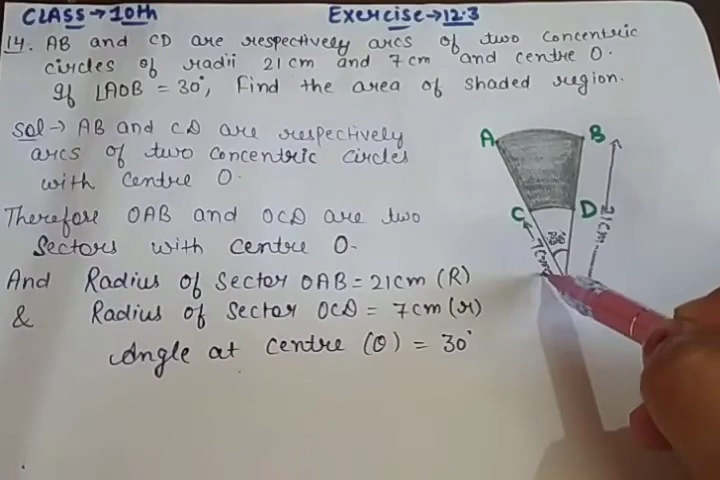 CLASS → 10th Exercise → 12.3
14. AB and CD are respectively arcs of two concentric
circles of radii 21 cm and 7 cm and centre O.
If ∠AOB = 30°, Find the area of shaded region.
Sol → AB and CD are respectively
arcs of two concentric circles
with centre O.
Therefore OAB and OCD are two
Sectors with centre O.
And Radius of Sector OAB = 21cm (R)
& Radius of Sector OCD = 7cm (r)
Angle at centre (θ) = 30°
A B
C D
21cm
7cm
30°